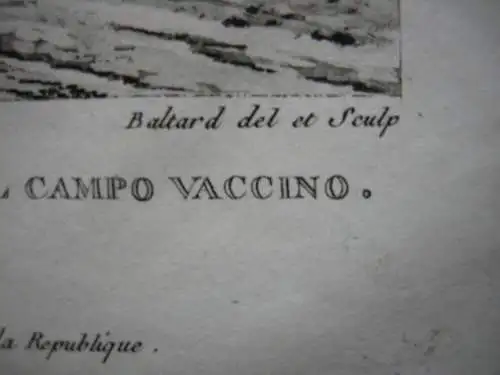 Baltard del et Sculp
L CAMPO VACCINO.
la Republique.